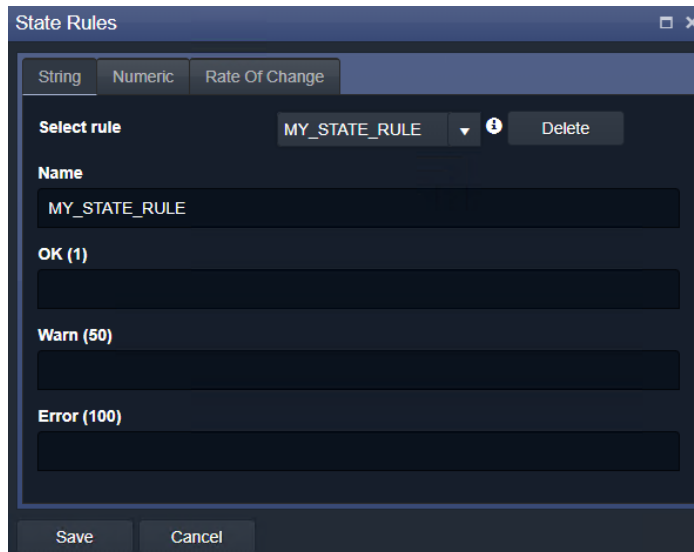 State Rules
String Numeric Rate Of Change
Select rule MY_STATE_RULE Delete
Name
MY_STATE_RULE
OK (1)
Warn (50)
Error (100)
Save Cancel